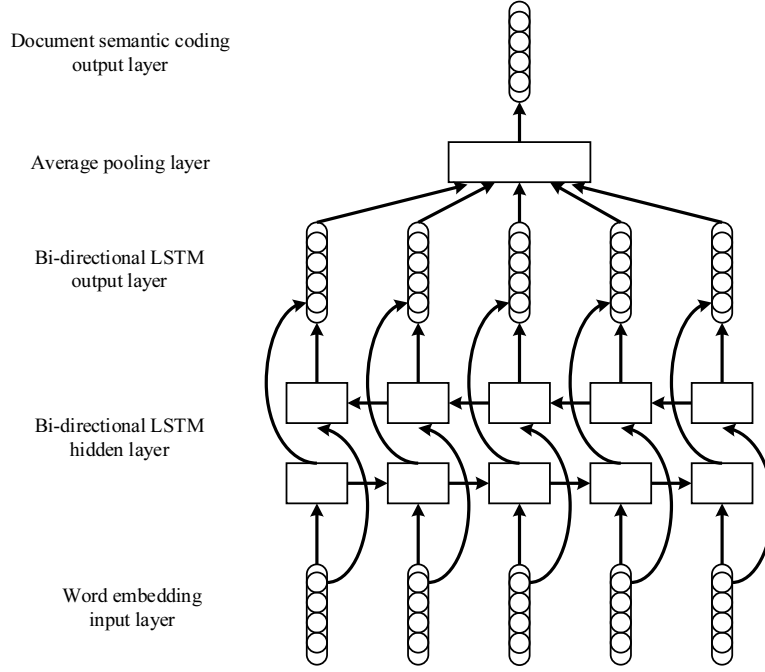 Document semantic coding
output layer
Average pooling layer
Bi-directional LSTM
output layer
Bi-directional LSTM
hidden layer
Word embedding
input layer